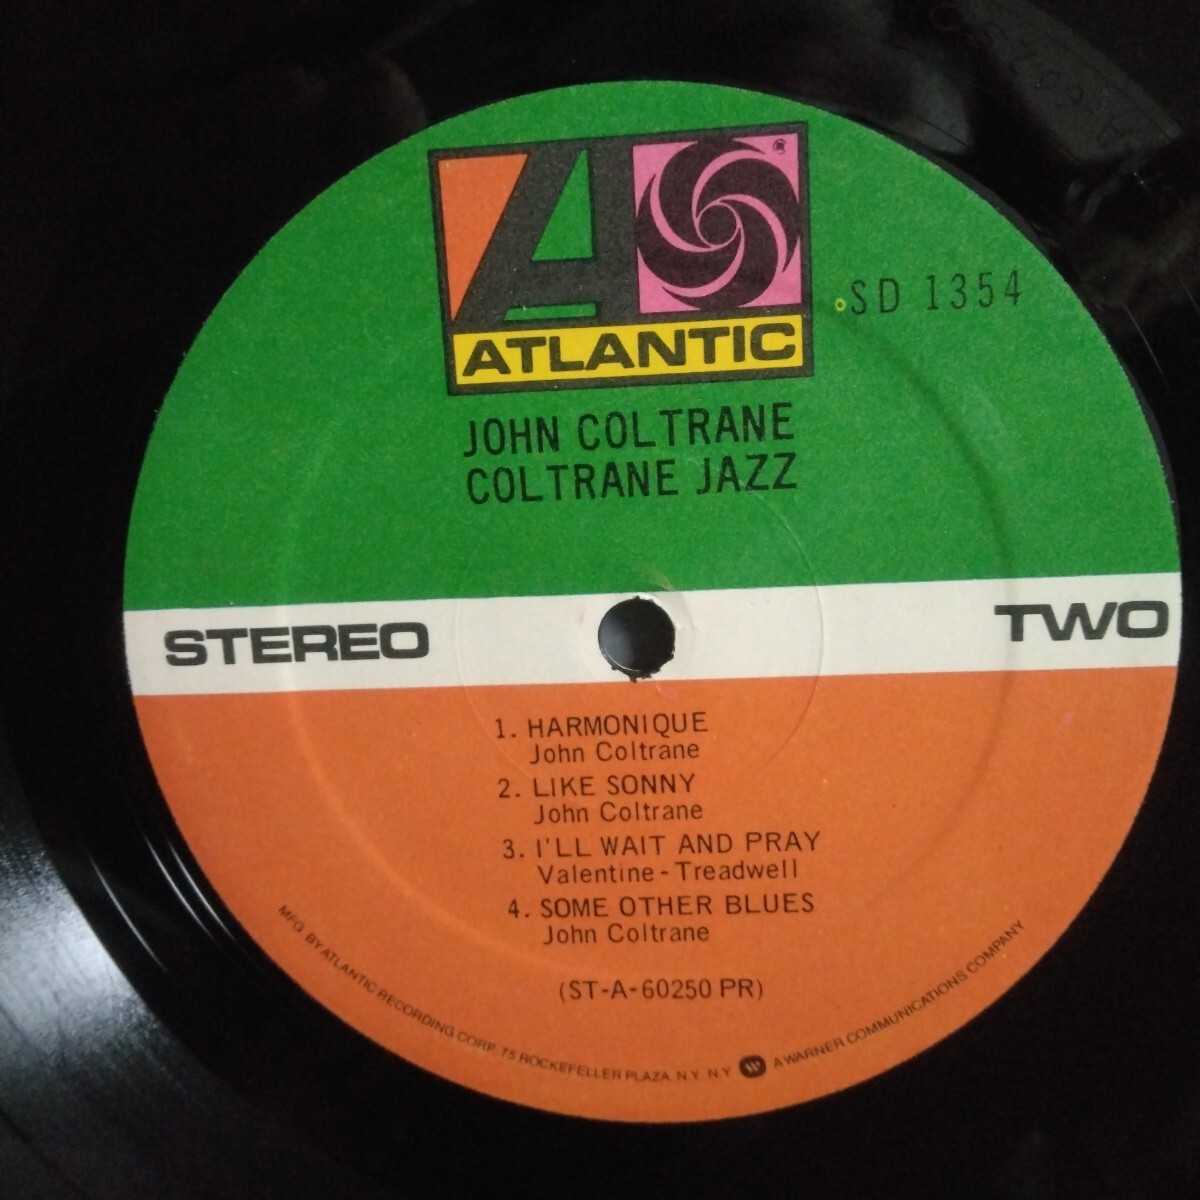 ®
ATLANTIC
SD 1354
JOHN COLTRANE
COLTRANE JAZZ
STEREO
TWO
1. HARMONIQUE
John Coltrane
2. LIKE SONNY
John Coltrane
3. I'LL WAIT AND PRAY
Valentine - Treadwell
4. SOME OTHER BLUES
John Coltrane
(ST-A-60250 PR)
MFG. BY ATLANTIC RECORDING CORP. 75 ROCKEFELLER PLAZA. N.Y. N.Y. A WARNER COMMUNICATIONS COMPANY